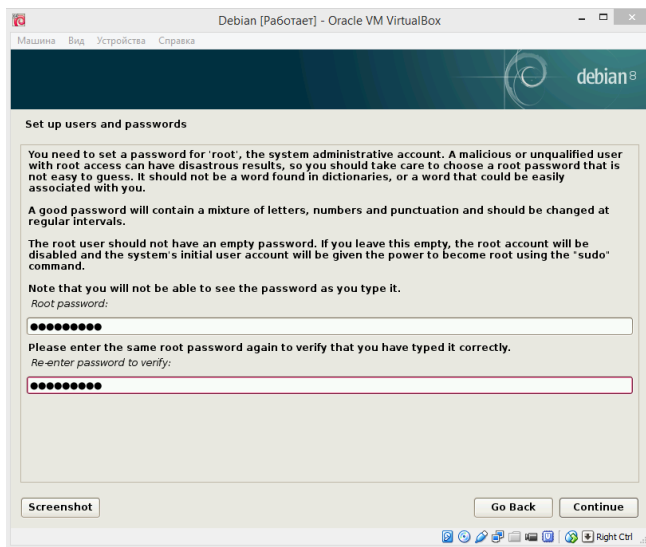 Debian [Работает] - Oracle VM VirtualBox
Машина Вид Устройства Справка
debian 8
Set up users and passwords
You need to set a password for 'root', the system administrative account. A malicious or unqualified user
with root access can have disastrous results, so you should take care to choose a root password that is
not easy to guess. It should not be a word found in dictionaries, or a word that could be easily
associated with you.
A good password will contain a mixture of letters, numbers and punctuation and should be changed at
regular intervals.
The root user should not have an empty password. If you leave this empty, the root account will be
disabled and the system's initial user account will be given the power to become root using the "sudo"
command.
Note that you will not be able to see the password as you type it.
Root password:
●●●●●●●●●
Please enter the same root password again to verify that you have typed it correctly.
Re-enter password to verify:
●●●●●●●●●
Screenshot Go Back Continue
Right Ctrl